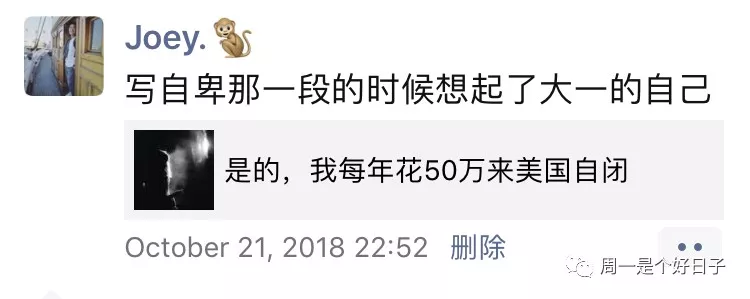 Joey.🐒
写自卑那一段的时候想起了大一的自己
是的，我每年花50万来美国自闭
October 21, 2018 22:52 删除
周一是个好日子